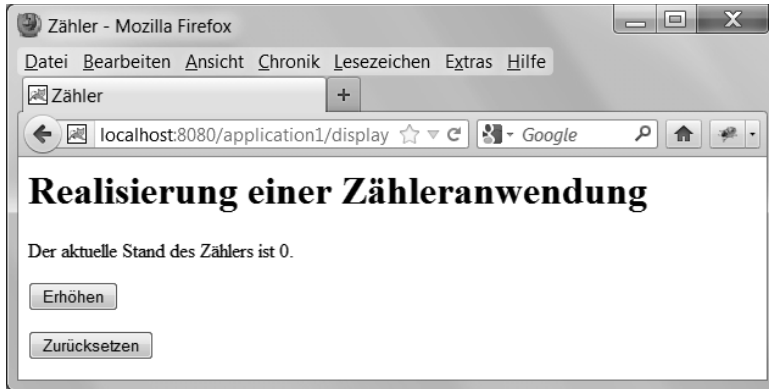 Zähler - Mozilla Firefox
Datei Bearbeiten Ansicht Chronik Lesezeichen Extras Hilfe
Zähler +
localhost:8080/application1/display Google
Realisierung einer Zähleranwendung
Der aktuelle Stand des Zählers ist 0.
Erhöhen
Zurücksetzen